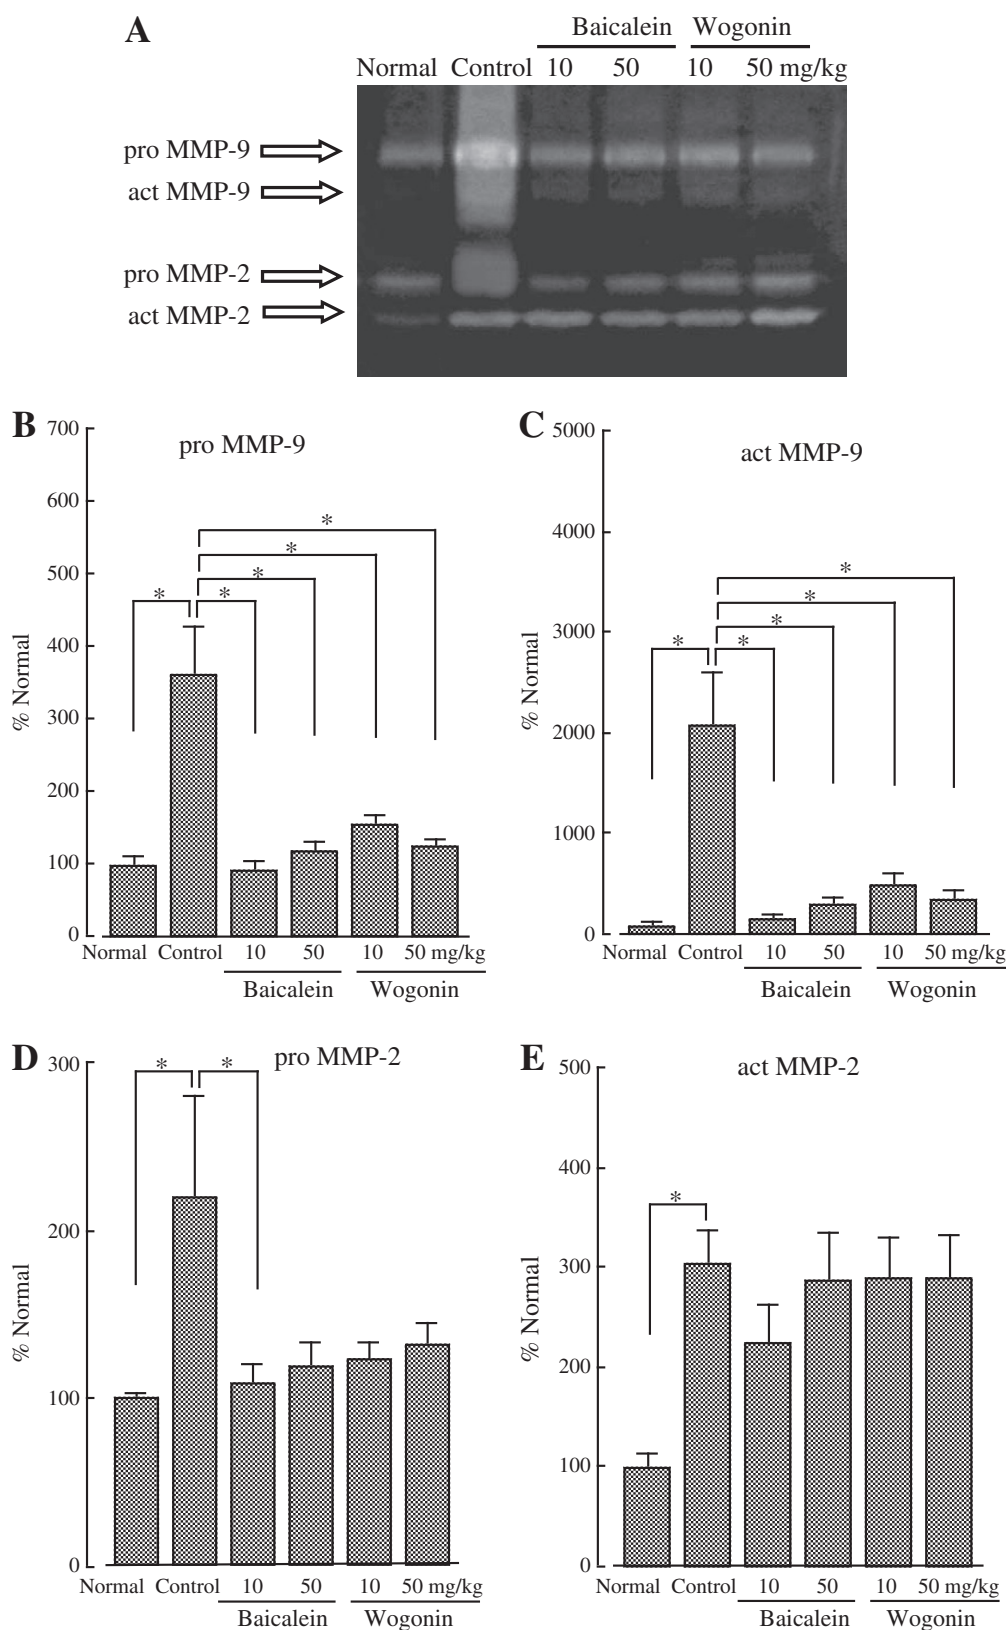 A
Baicalein Wogonin
Normal Control 10 50 10 50 mg/kg
pro MMP-9
act MMP-9
pro MMP-2
act MMP-2
B
pro MMP-9
% Normal
700
600
500
400
300
200
100
0
* * * * *
Normal Control 10 50 10 50 mg/kg
Baicalein Wogonin
C
act MMP-9
% Normal
5000
4000
3000
2000
1000
0
* * * * *
Normal Control 10 50 10 50 mg/kg
Baicalein Wogonin
D
pro MMP-2
% Normal
300
200
100
0
* *
Normal Control 10 50 10 50 mg/kg
Baicalein Wogonin
E
act MMP-2
% Normal
500
400
300
200
100
0
*
Normal Control 10 50 10 50 mg/kg
Baicalein Wogonin